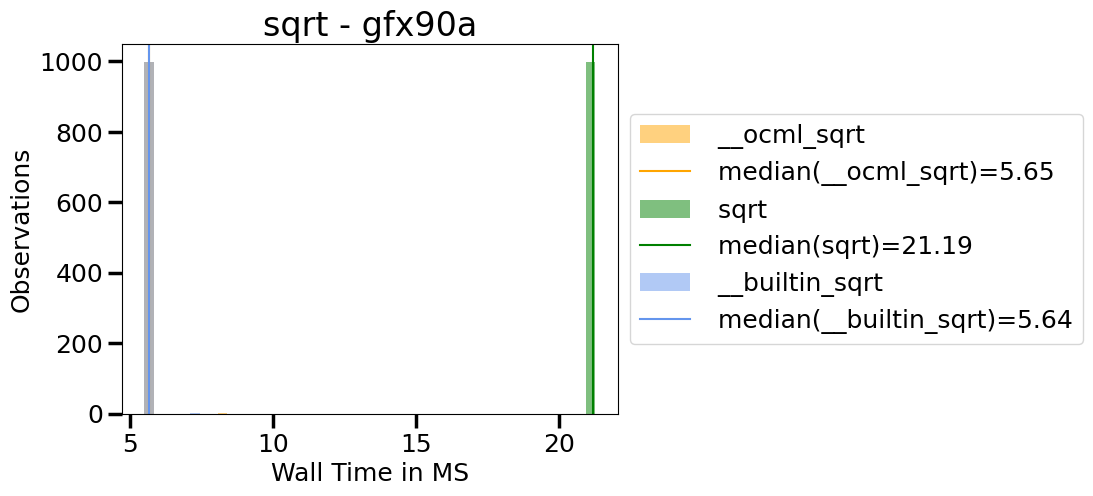 sqrt - gfx90a
1000
800
600
400
200
0
Observations
5
10
15
20
Wall Time in MS
__ocml_sqrt
median(__ocml_sqrt)=5.65
sqrt
median(sqrt)=21.19
__builtin_sqrt
median(__builtin_sqrt)=5.64